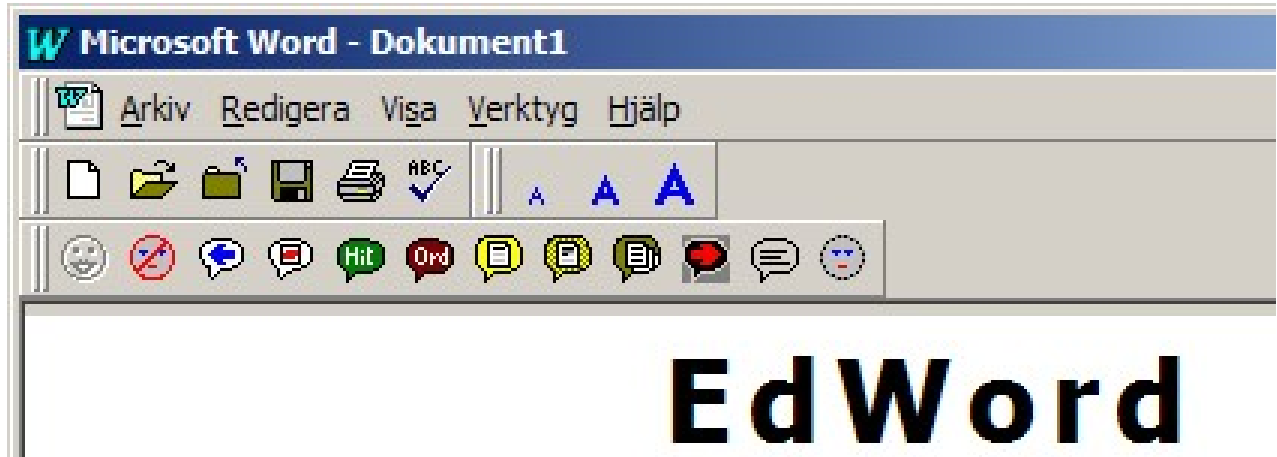 W Microsoft Word - Dokument1
W Arkiv Redigera Visa Verktyg Hjälp
ABC A A A
Hit Ord
EdWord